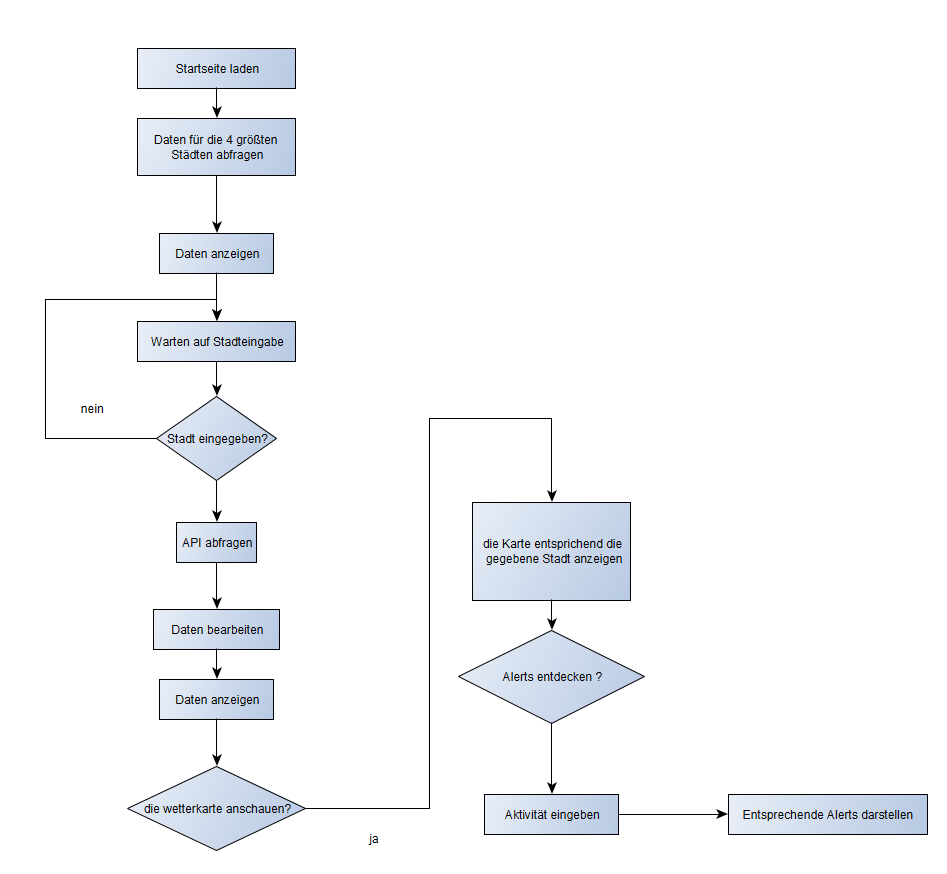 Startseite laden
Daten für die 4 größten
Städten abfragen
Daten anzeigen
Warten auf Stadteingabe
nein
Stadt eingegeben?
API abfragen
Daten bearbeiten
Daten anzeigen
die wetterkarte anschauen?
ja
die Karte entsprichend die
gegebene Stadt anzeigen
Alerts entdecken ?
Aktivität eingeben
Entsprechende Alerts darstellen